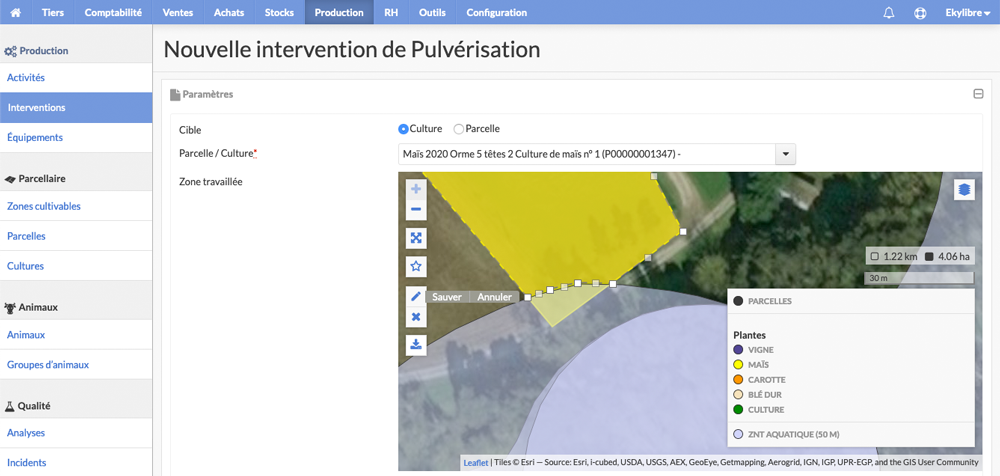 Tiers Comptabilité Ventes Achats Stocks Production RH Outils Configuration Ekylibre
Production
Activités
Interventions
Équipements
Parcellaire
Zones cultivables
Parcelles
Cultures
Animaux
Animaux
Groupes d'animaux
Qualité
Analyses
Incidents
Nouvelle intervention de Pulvérisation
Paramètres
Cible Culture Parcelle
Parcelle / Culture* Maïs 2020 Orme 5 têtes 2 Culture de maïs n° 1 (P00000001347) -
Zone travaillée
Sauver Annuler
1.22 km 4.06 ha
30 m
PARCELLES
Plantes
VIGNE
MAÏS
CAROTTE
BLÉ DUR
CULTURE
ZNT AQUATIQUE (50 M)
Leaflet | Tiles © Esri — Source: Esri, i-cubed, USDA, USGS, AEX, GeoEye, Getmapping, Aerogrid, IGN, IGP, UPR-EGP, and the GIS User Community